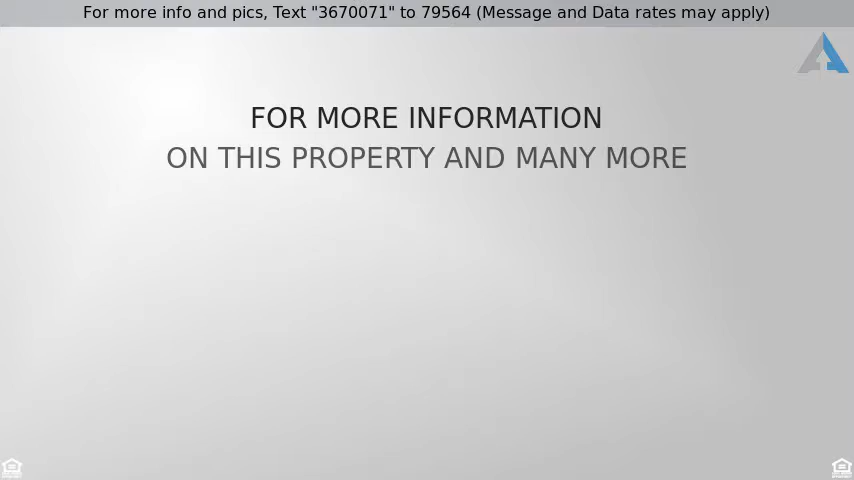 For more info and pics, Text "3670071" to 79564 (Message and Data rates may apply)
FOR MORE INFORMATION
ON THIS PROPERTY AND MANY MORE